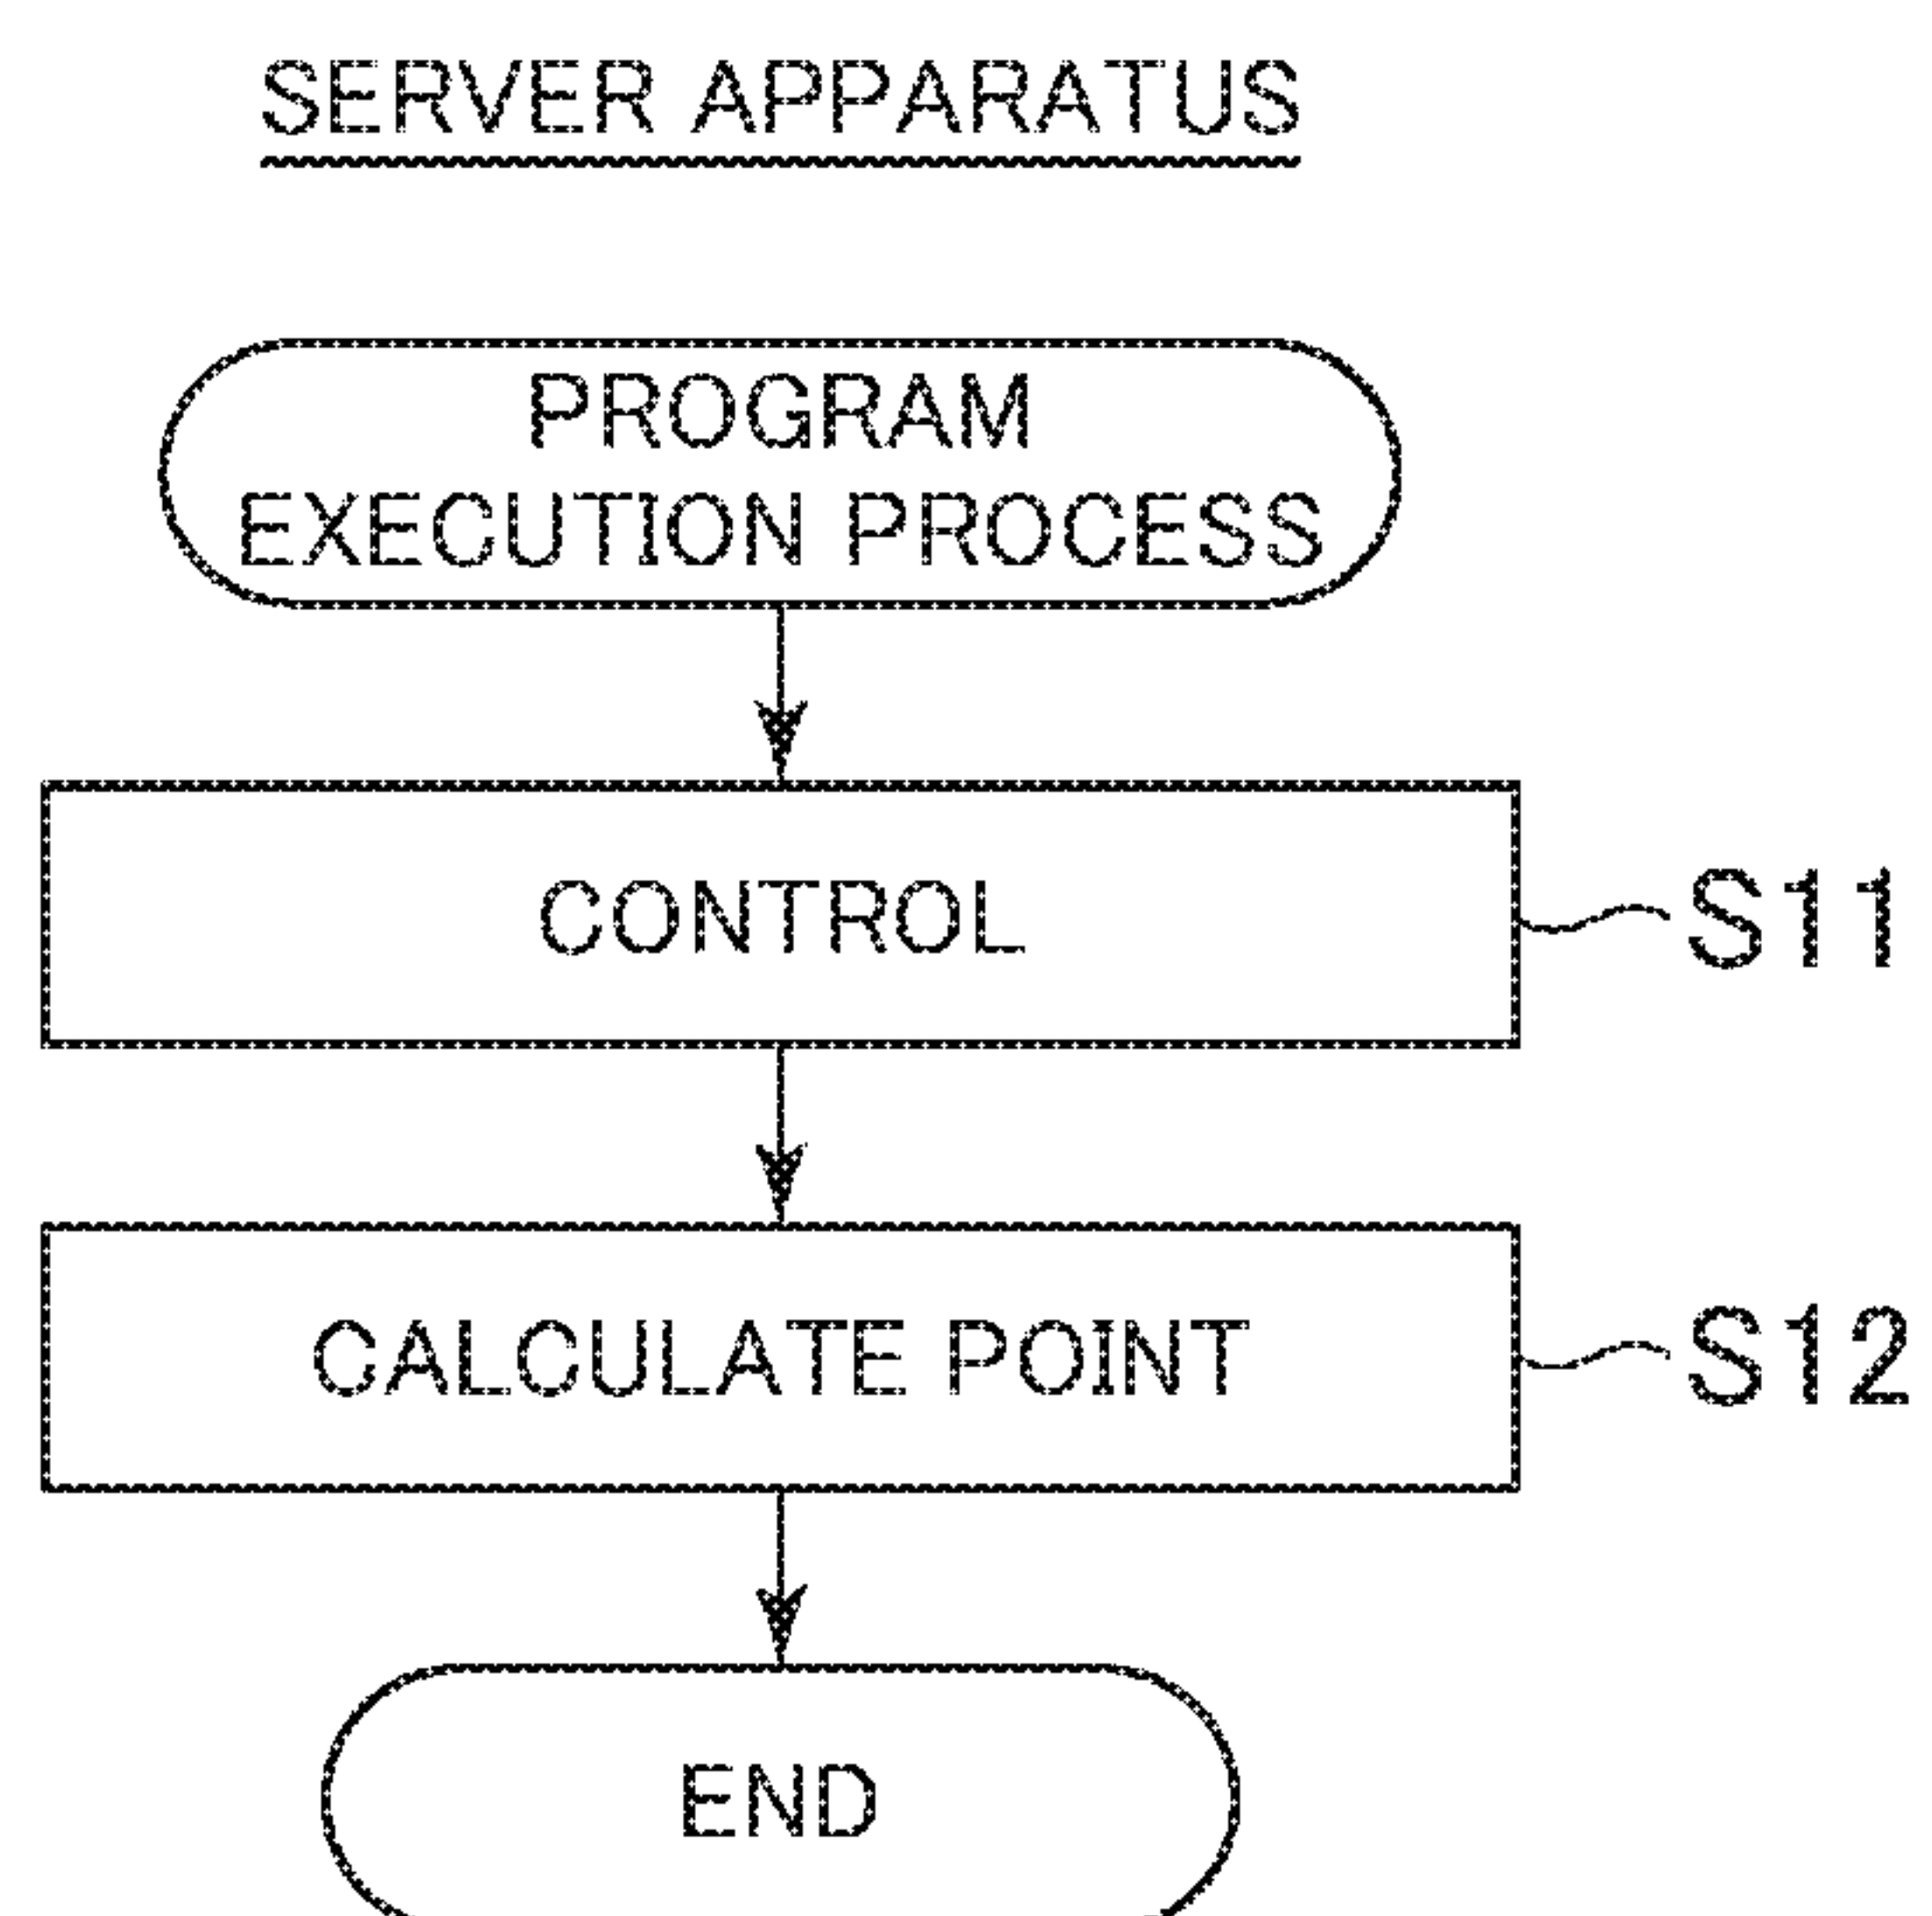 SERVER APPARATUS
PROGRAM
EXECUTION PROCESS
CONTROL
S11
CALCULATE POINT
S12
END